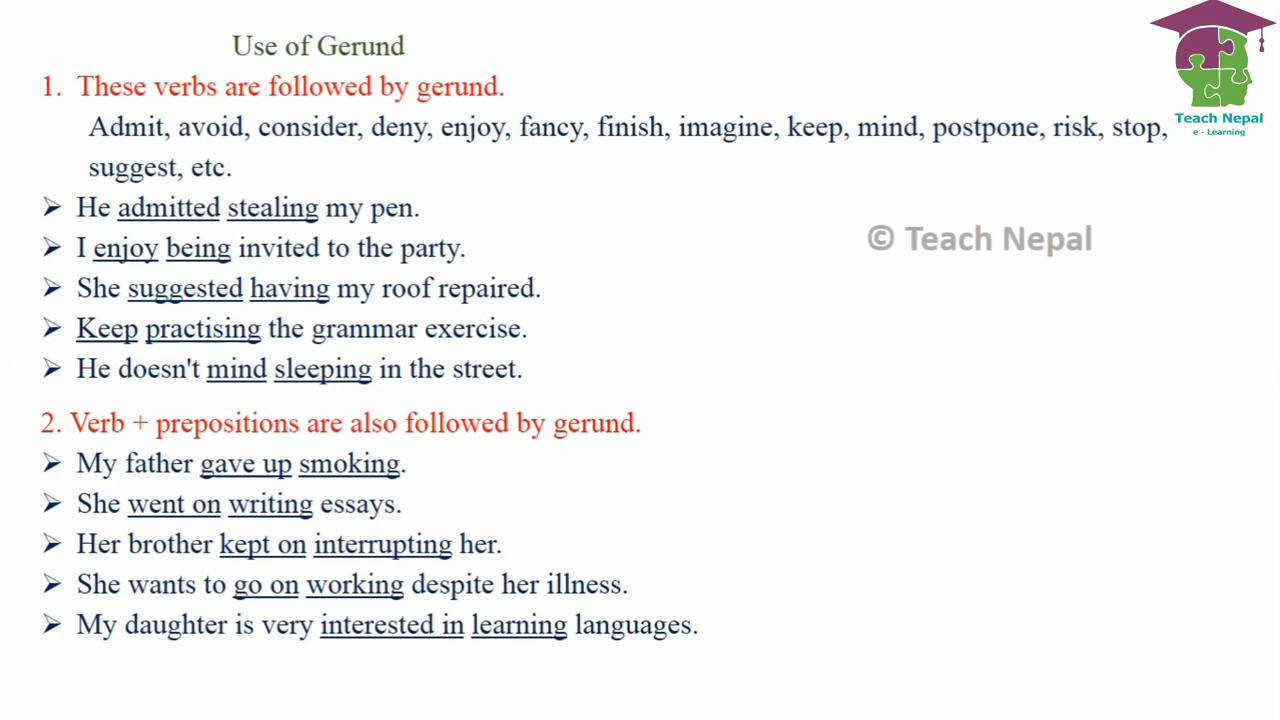 Use of Gerund
1. These verbs are followed by gerund.
Admit, avoid, consider, deny, enjoy, fancy, finish, imagine, keep, mind, postpone, risk, stop,
suggest, etc.
➢ He admitted stealing my pen.
➢ I enjoy being invited to the party.
➢ She suggested having my roof repaired.
➢ Keep practising the grammar exercise.
➢ He doesn't mind sleeping in the street.
2. Verb + prepositions are also followed by gerund.
➢ My father gave up smoking.
➢ She went on writing essays.
➢ Her brother kept on interrupting her.
➢ She wants to go on working despite her illness.
➢ My daughter is very interested in learning languages.
Teach Nepal
e - Learning
© Teach Nepal